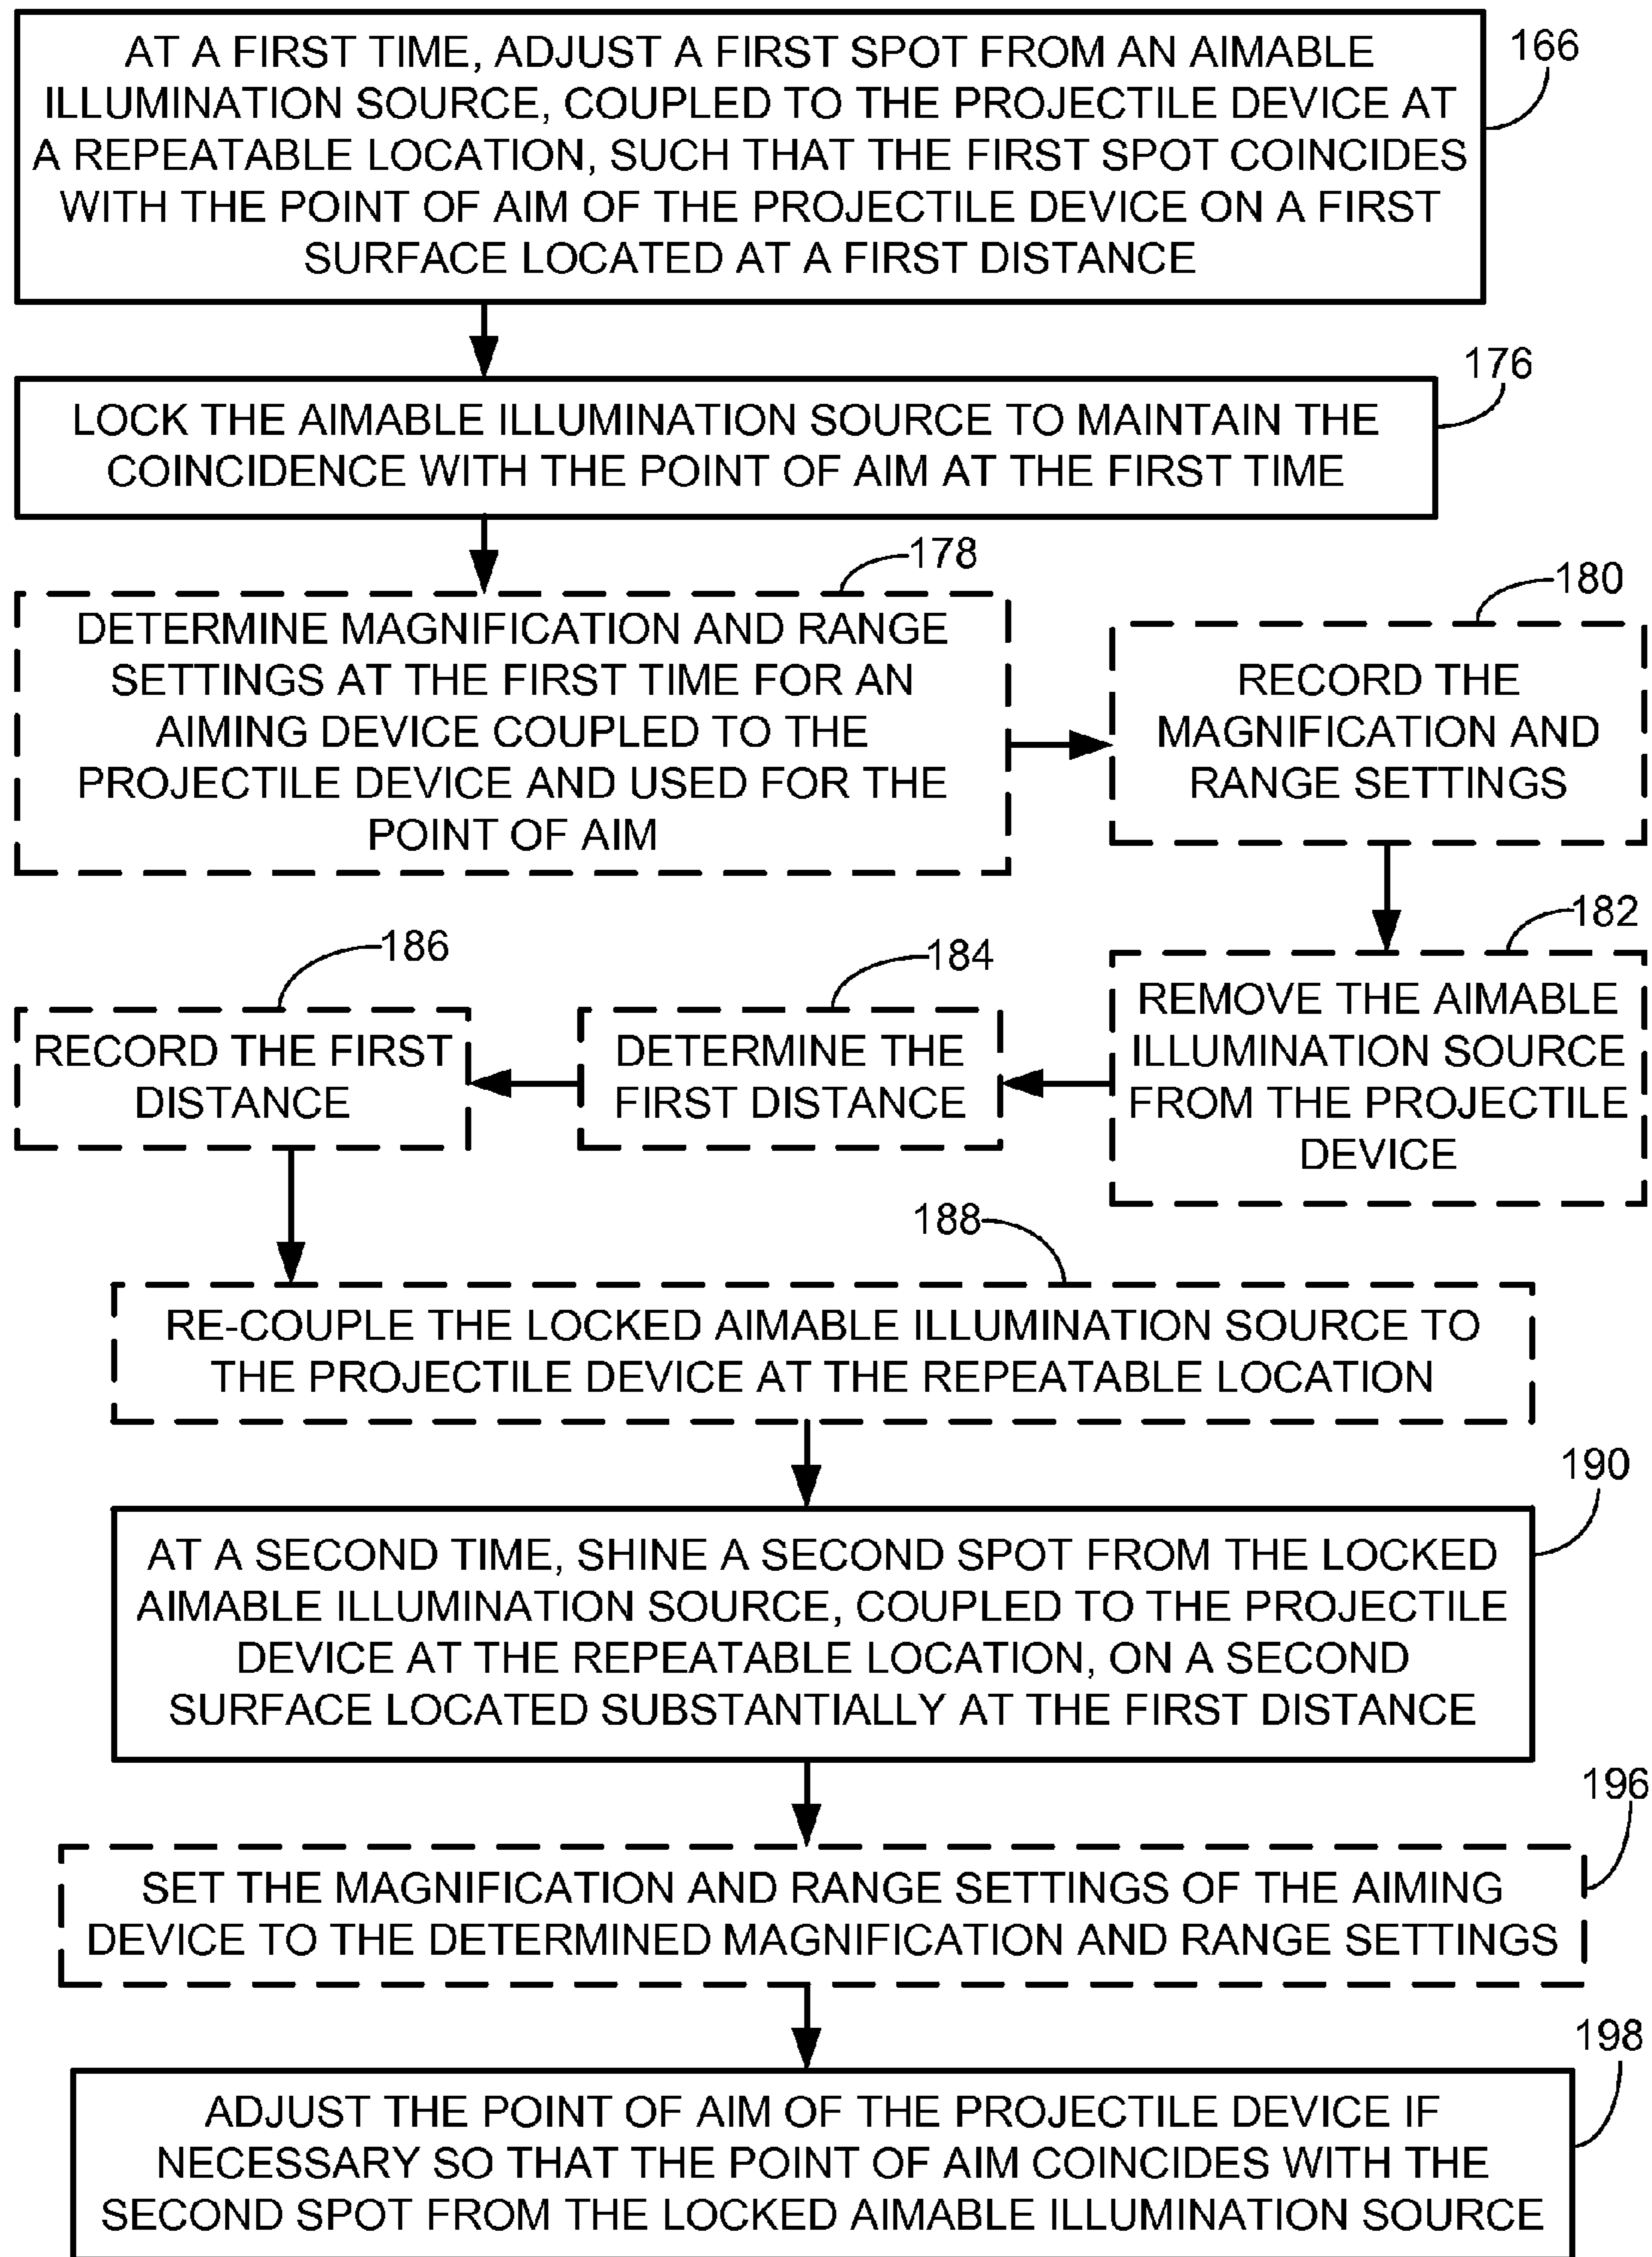 AT A FIRST TIME, ADJUST A FIRST SPOT FROM AN AIMABLE
ILLUMINATION SOURCE, COUPLED TO THE PROJECTILE DEVICE AT
A REPEATABLE LOCATION, SUCH THAT THE FIRST SPOT COINCIDES
WITH THE POINT OF AIM OF THE PROJECTILE DEVICE ON A FIRST
SURFACE LOCATED AT A FIRST DISTANCE
166
LOCK THE AIMABLE ILLUMINATION SOURCE TO MAINTAIN THE
COINCIDENCE WITH THE POINT OF AIM AT THE FIRST TIME
176
DETERMINE MAGNIFICATION AND RANGE
SETTINGS AT THE FIRST TIME FOR AN
AIMING DEVICE COUPLED TO THE
PROJECTILE DEVICE AND USED FOR THE
POINT OF AIM
178
RECORD THE
MAGNIFICATION AND
RANGE SETTINGS
180
REMOVE THE AIMABLE
ILLUMINATION SOURCE
FROM THE PROJECTILE
DEVICE
182
DETERMINE THE
FIRST DISTANCE
184
RECORD THE FIRST
DISTANCE
186
RE-COUPLE THE LOCKED AIMABLE ILLUMINATION SOURCE TO
THE PROJECTILE DEVICE AT THE REPEATABLE LOCATION
188
AT A SECOND TIME, SHINE A SECOND SPOT FROM THE LOCKED
AIMABLE ILLUMINATION SOURCE, COUPLED TO THE PROJECTILE
DEVICE AT THE REPEATABLE LOCATION, ON A SECOND
SURFACE LOCATED SUBSTANTIALLY AT THE FIRST DISTANCE
190
SET THE MAGNIFICATION AND RANGE SETTINGS OF THE AIMING
DEVICE TO THE DETERMINED MAGNIFICATION AND RANGE SETTINGS
196
ADJUST THE POINT OF AIM OF THE PROJECTILE DEVICE IF
NECESSARY SO THAT THE POINT OF AIM COINCIDES WITH THE
SECOND SPOT FROM THE LOCKED AIMABLE ILLUMINATION SOURCE
198